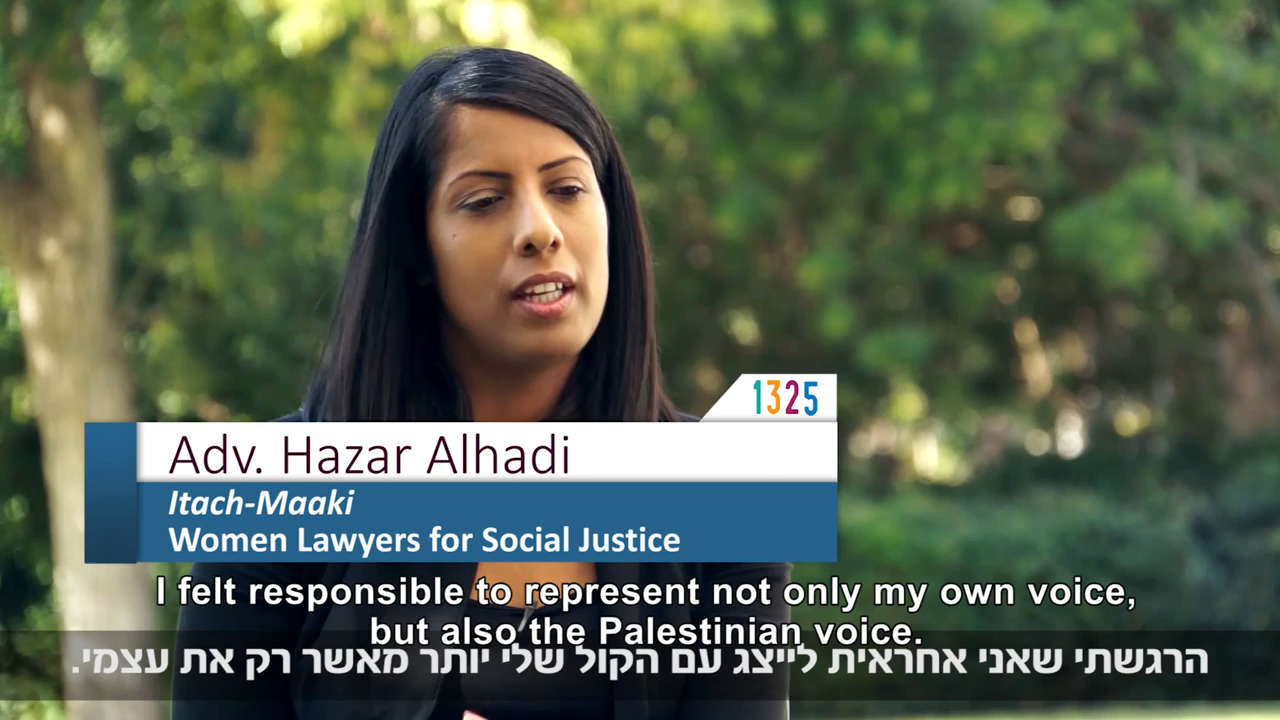 1325
Adv. Hazar Alhadi
Itach-Maaki
Women Lawyers for Social Justice
I felt responsible to represent not only my own voice,
but also the Palestinian voice.
הרגשתי שאני אחראית לייצג עם הקול שלי יותר מאשר רק את עצמי.